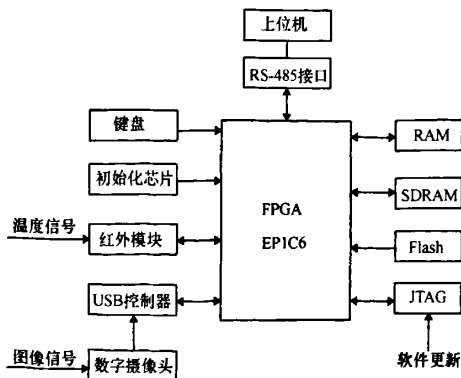 上位机
RS-485接口
键盘
初始化芯片
温度信号
红外模块
USB控制器
图像信号
数字摄像头
FPGA
EP1C6
RAM
SDRAM
Flash
JTAG
软件更新